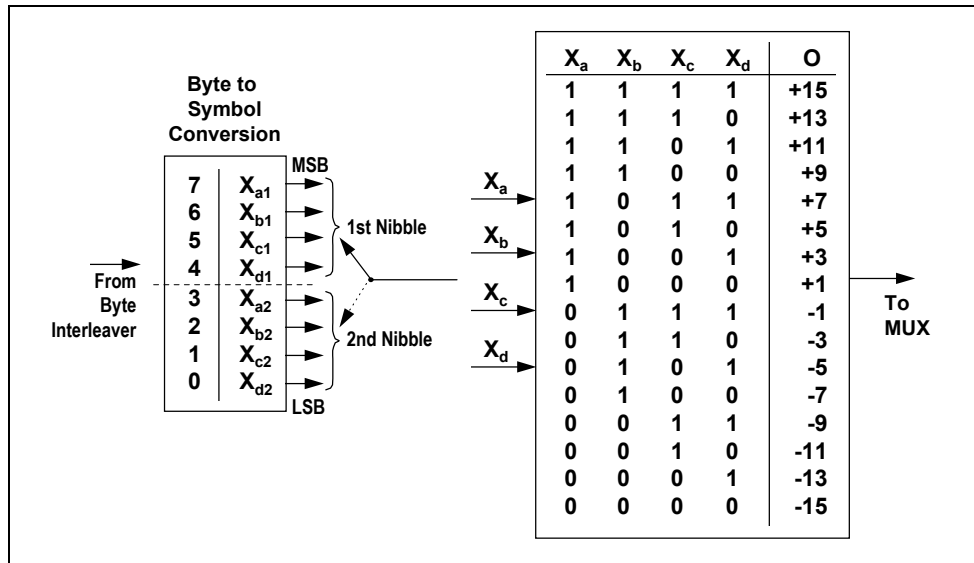 Byte to
Symbol
Conversion
MSB
7 Xa1
6 Xb1
5 Xc1
4 Xd1
3 Xa2
2 Xb2
1 Xc2
0 Xd2
LSB
From
Byte
Interleaver
1st Nibble
2nd Nibble
Xa
Xb
Xc
Xd
Xa Xb Xc Xd O
1 1 1 1 +15
1 1 1 0 +13
1 1 0 1 +11
1 1 0 0 +9
1 0 1 1 +7
1 0 1 0 +5
1 0 0 1 +3
1 0 0 0 +1
0 1 1 1 -1
0 1 1 0 -3
0 1 0 1 -5
0 1 0 0 -7
0 0 1 1 -9
0 0 1 0 -11
0 0 0 1 -13
0 0 0 0 -15
To
MUX